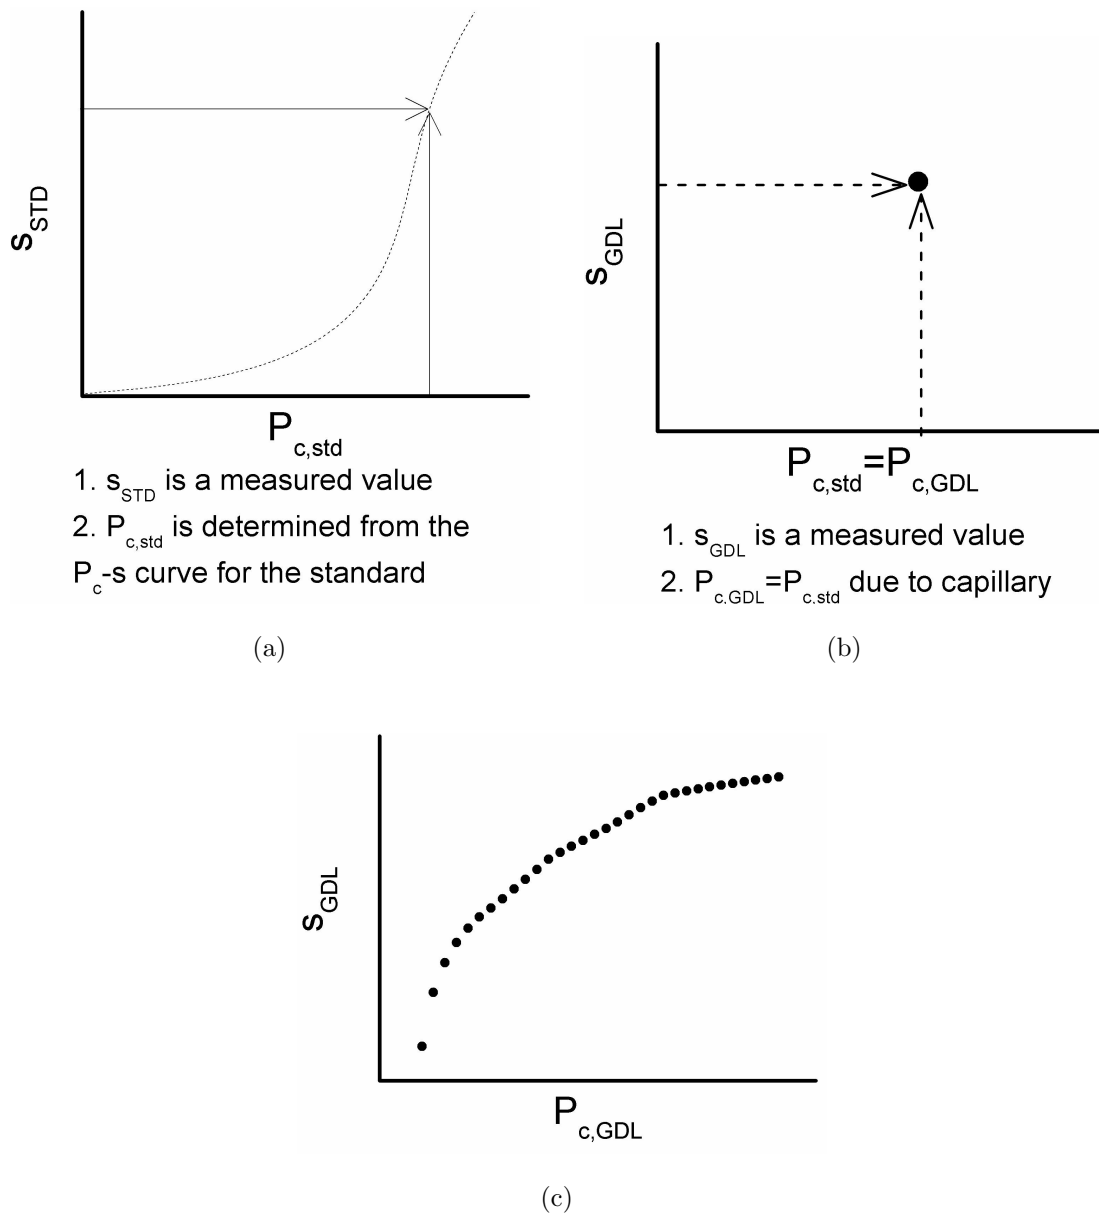 s_STD
P_c,std
1. s_STD is a measured value
2. P_c,std is determined from the
P_c-s curve for the standard
(a)
s_GDL
P_c,std=P_c,GDL
1. s_GDL is a measured value
2. P_c.GDL=P_c.std due to capillary
(b)
s_GDL
P_c,GDL
(c)